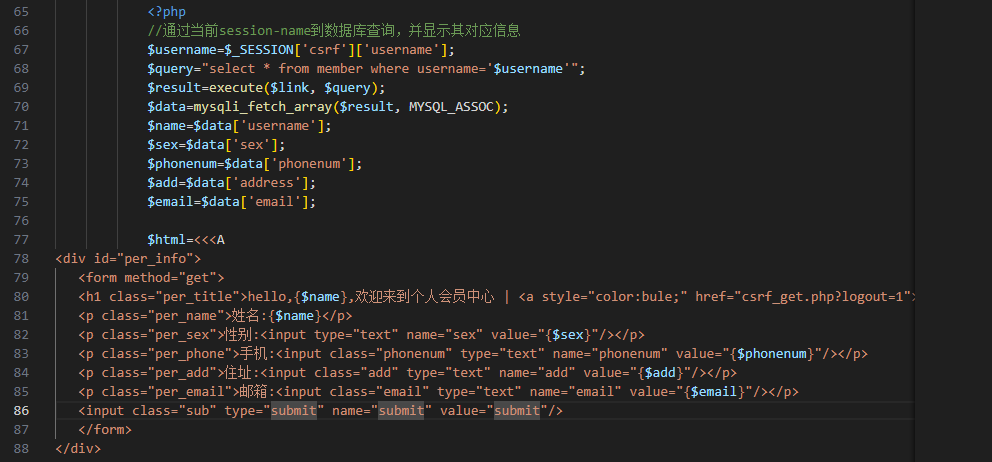 65 <?php
66 //通过当前session-name到数据库查询，并显示其对应信息
67 $username=$_SESSION['csrf']['username'];
68 $query="select * from member where username='$username'";
69 $result=execute($link, $query);
70 $data=mysqli_fetch_array($result, MYSQL_ASSOC);
71 $name=$data['username'];
72 $sex=$data['sex'];
73 $phonenum=$data['phonenum'];
74 $add=$data['address'];
75 $email=$data['email'];
76
77 $html=<<<A
78 <div id="per_info">
79 <form method="get">
80 <h1 class="per_title">hello,{$name},欢迎来到个人会员中心 | <a style="color:bule;" href="csrf_get.php?logout=1">
81 <p class="per_name">姓名:{$name}</p>
82 <p class="per_sex">性别:<input type="text" name="sex" value="{$sex}"/></p>
83 <p class="per_phone">手机:<input class="phonenum" type="text" name="phonenum" value="{$phonenum}"/></p>
84 <p class="per_add">住址:<input class="add" type="text" name="add" value="{$add}"/></p>
85 <p class="per_email">邮箱:<input class="email" type="text" name="email" value="{$email}"/></p>
86 <input class="sub" type="submit" name="submit" value="submit"/>
87 </form>
88 </div>